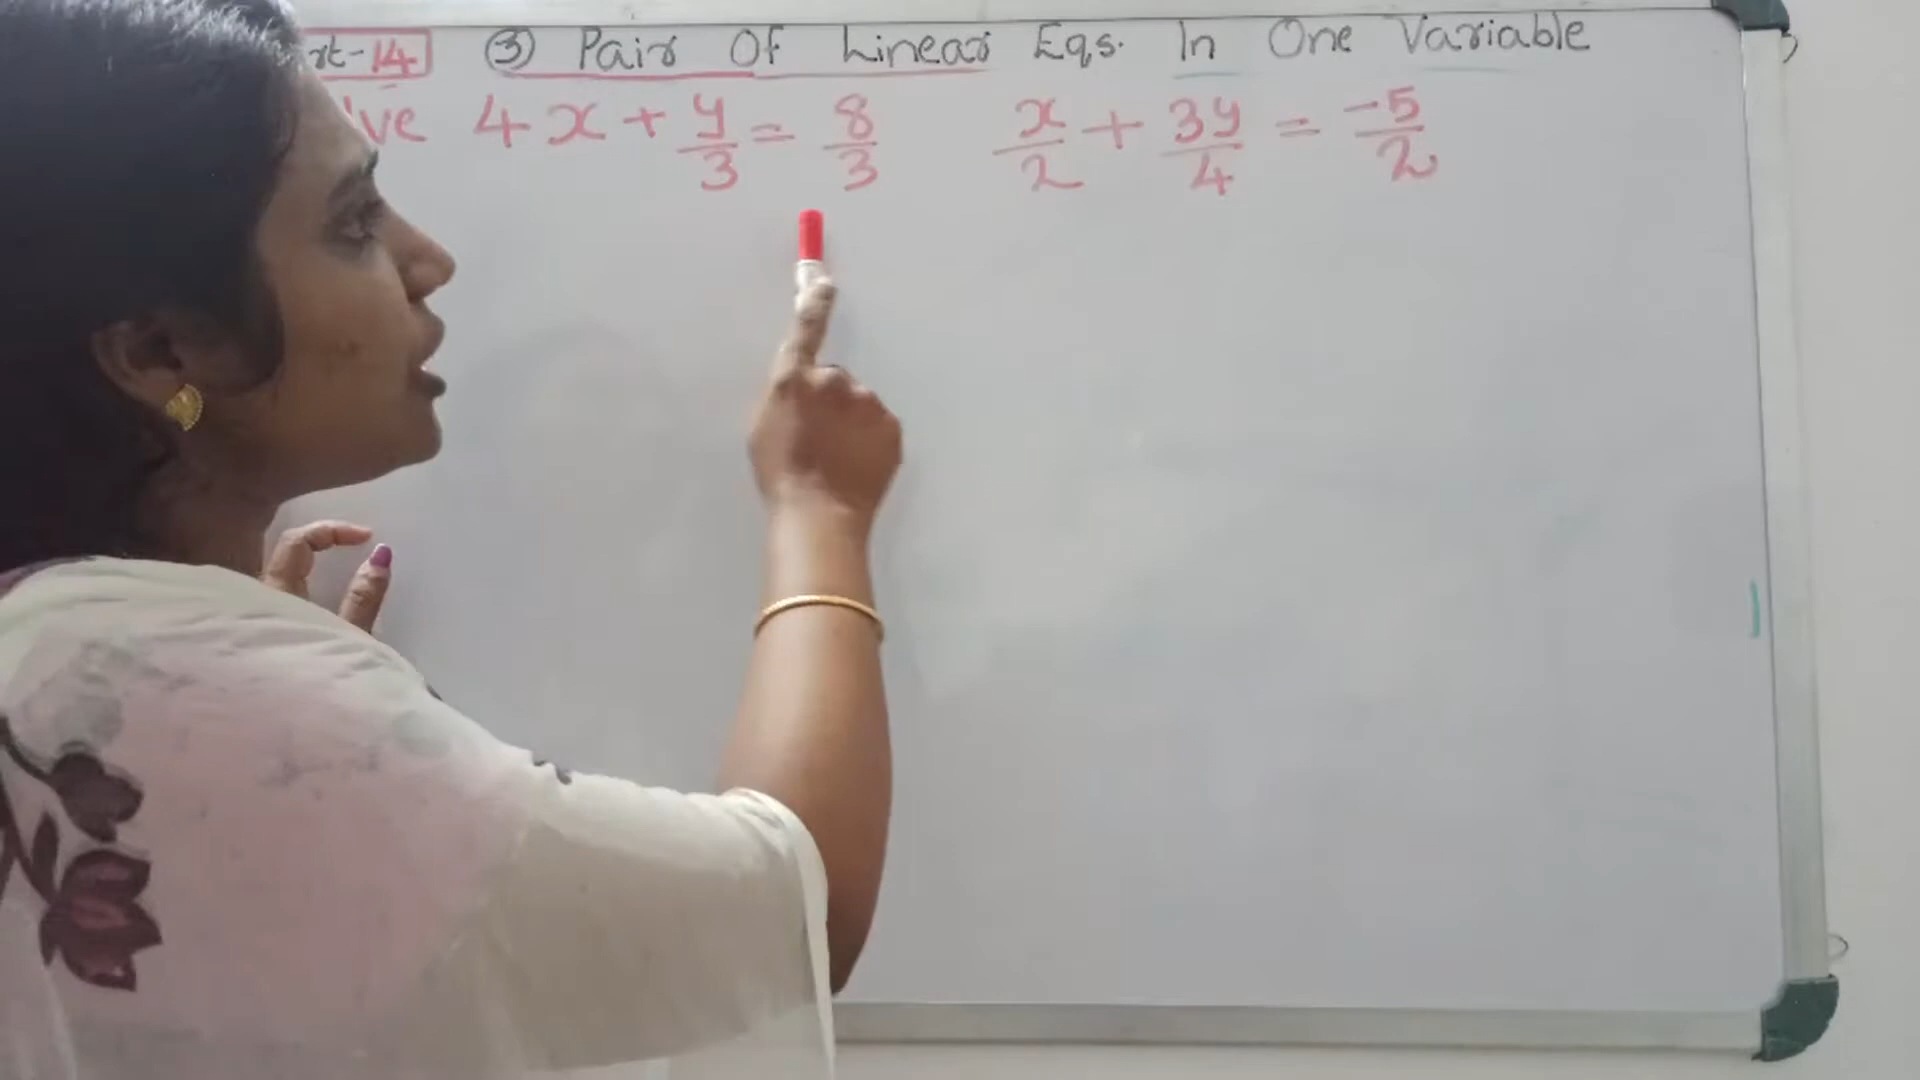 rt-14 ③ Pair Of Linear Eqs. In One Variable
lve 4x + y/3 = 8/3 x/2 + 3y/4 = -5/2